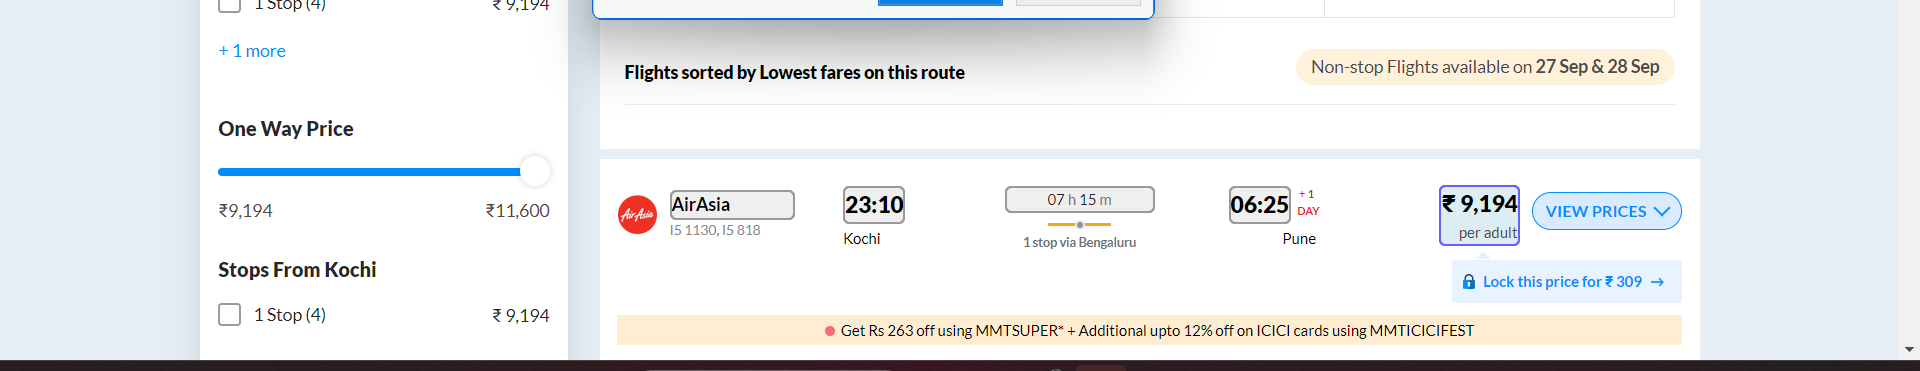 1 Stop (4) ₹ 9,194
+ 1 more
One Way Price
₹9,194 ₹11,600
Stops From Kochi
1 Stop (4) ₹ 9,194
Flights sorted by Lowest fares on this route
Non-stop Flights available on 27 Sep & 28 Sep
AirAsia
AirAsia
I5 1130, I5 818
23:10
Kochi
07 h 15 m
1 stop via Bengaluru
06:25
+ 1
DAY
Pune
₹ 9,194
per adult
VIEW PRICES
Lock this price for ₹ 309 →
Get Rs 263 off using MMTSUPER* + Additional upto 12% off on ICICI cards using MMTICICIFEST